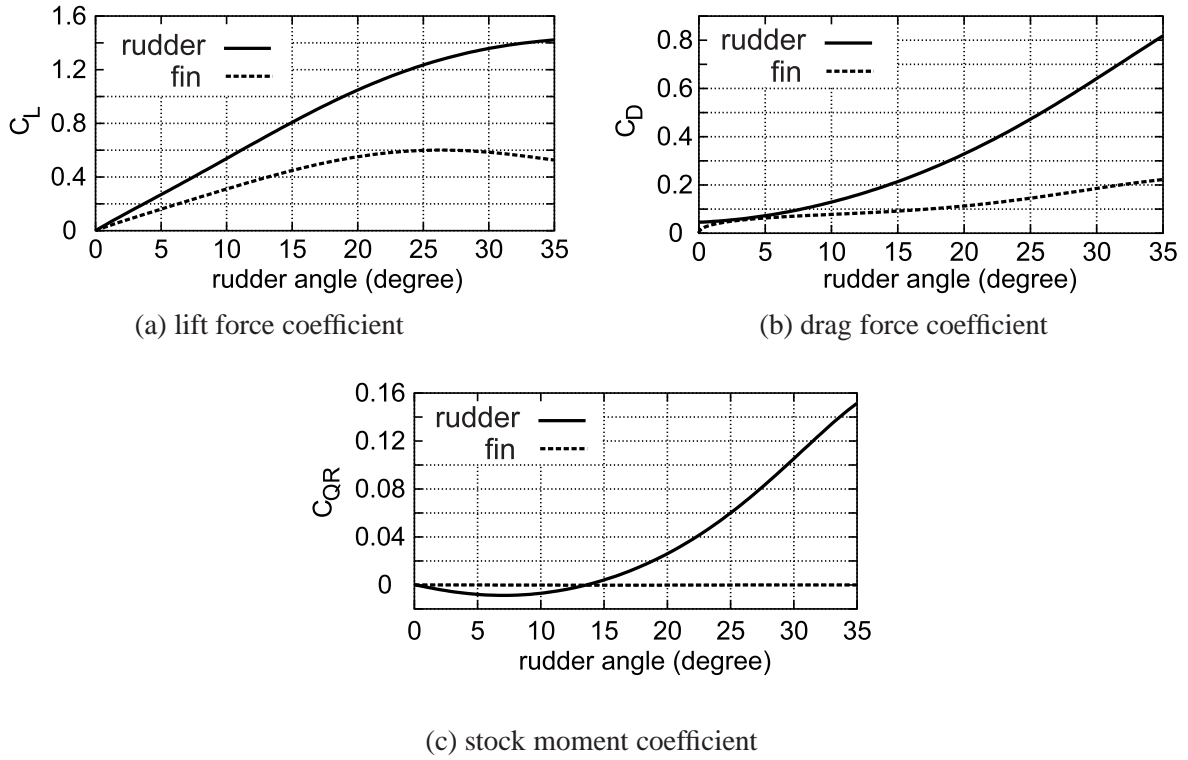 1.6
1.2
0.8
0.4
0
C_L
rudder
fin
0 5 10 15 20 25 30 35
rudder angle (degree)
(a) lift force coefficient
0.8
0.6
0.4
0.2
0
C_D
rudder
fin
0 5 10 15 20 25 30 35
rudder angle (degree)
(b) drag force coefficient
0.16
0.12
0.08
0.04
0
C_QR
rudder
fin
0 5 10 15 20 25 30 35
rudder angle (degree)
(c) stock moment coefficient